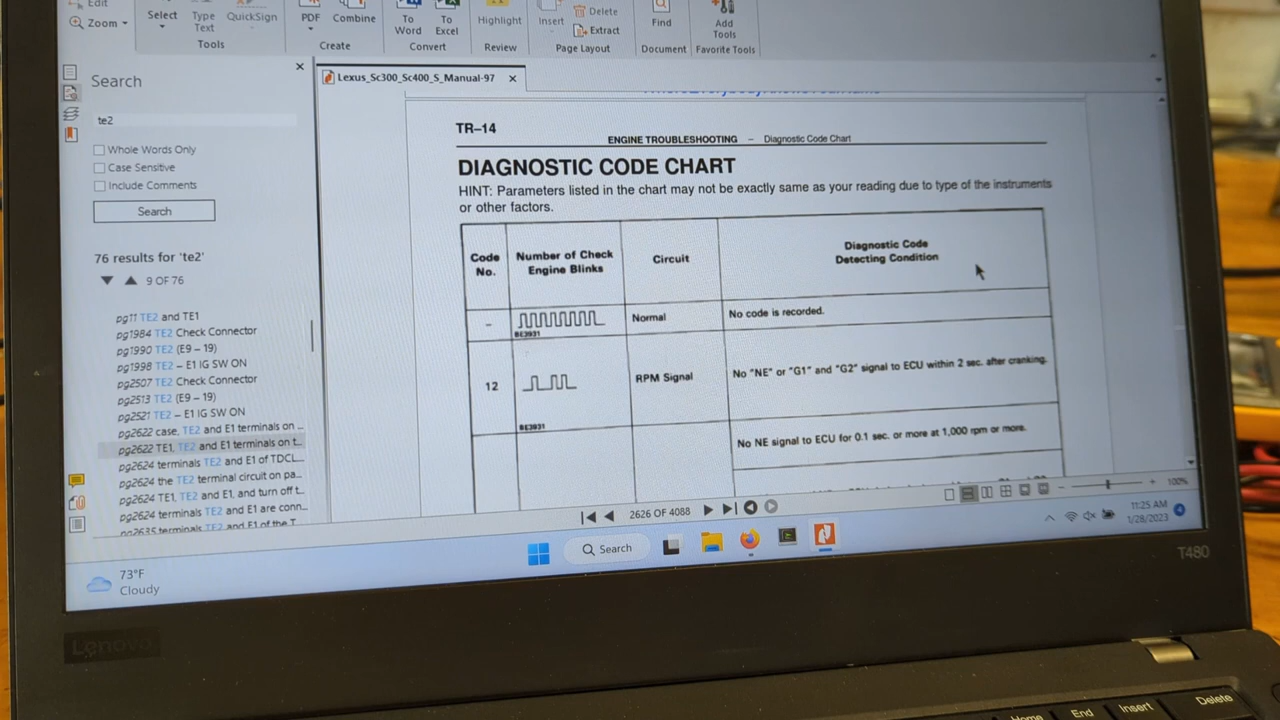 Edit
Zoom
Select
Type
Text
QuickSign
Tools
PDF
Combine
Create
To
Word
To
Excel
Convert
Highlight
Review
Insert
Delete
Extract
Page Layout
Find
Document
Add
Tools
Favorite Tools
Search
te2
Whole Words Only
Case Sensitive
Include Comments
Search
76 results for 'te2'
9 OF 76
pg11 TE2 and TE1
pg1984 TE2 Check Connector
pg1990 TE2 (E9 – 19)
pg1998 TE2 – E1 IG SW ON
pg2507 TE2 Check Connector
pg2513 TE2 (E9 – 19)
pg2521 TE2 – E1 IG SW ON
pg2622 case, TE2 and E1 terminals on ...
pg2622 TE1, TE2 and E1 terminals on t...
pg2624 terminals TE2 and E1 of TDCL...
pg2624 the TE2 terminal circuit on pa...
pg2624 TE1, TE2 and E1, and turn off t...
pg2624 terminals TE2 and E1 are conn...
pg2635 terminals TE2 and E1 of the T
Lexus_Sc300_Sc400_S_Manual-97
TR–14
ENGINE TROUBLESHOOTING – Diagnostic Code Chart
DIAGNOSTIC CODE CHART
HINT: Parameters listed in the chart may not be exactly same as your reading due to type of the instruments
or other factors.
Code
No.
Number of Check
Engine Blinks
Circuit
Diagnostic Code
Detecting Condition
–
BE3931
Normal
No code is recorded.
12
BE3931
RPM Signal
No "NE" or "G1" and "G2" signal to ECU within 2 sec. after cranking.
No NE signal to ECU for 0.1 sec. or more at 1,000 rpm or more.
2626 OF 4088
100%
73°F
Cloudy
Search
11:25 AM
1/28/2023
T480
Lenovo
Home
End
Insert
Delete